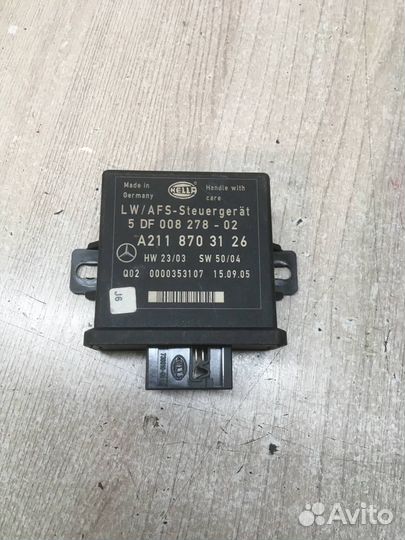 Made in
Germany
HELLA
Handle with
care
LW/AFS-Steuergerät
5 DF 008 278 - 02
A211 870 31 26
HW 23/03 SW 50/04
Q02 0000353107 15.09.05
J6
HELLA
Avito